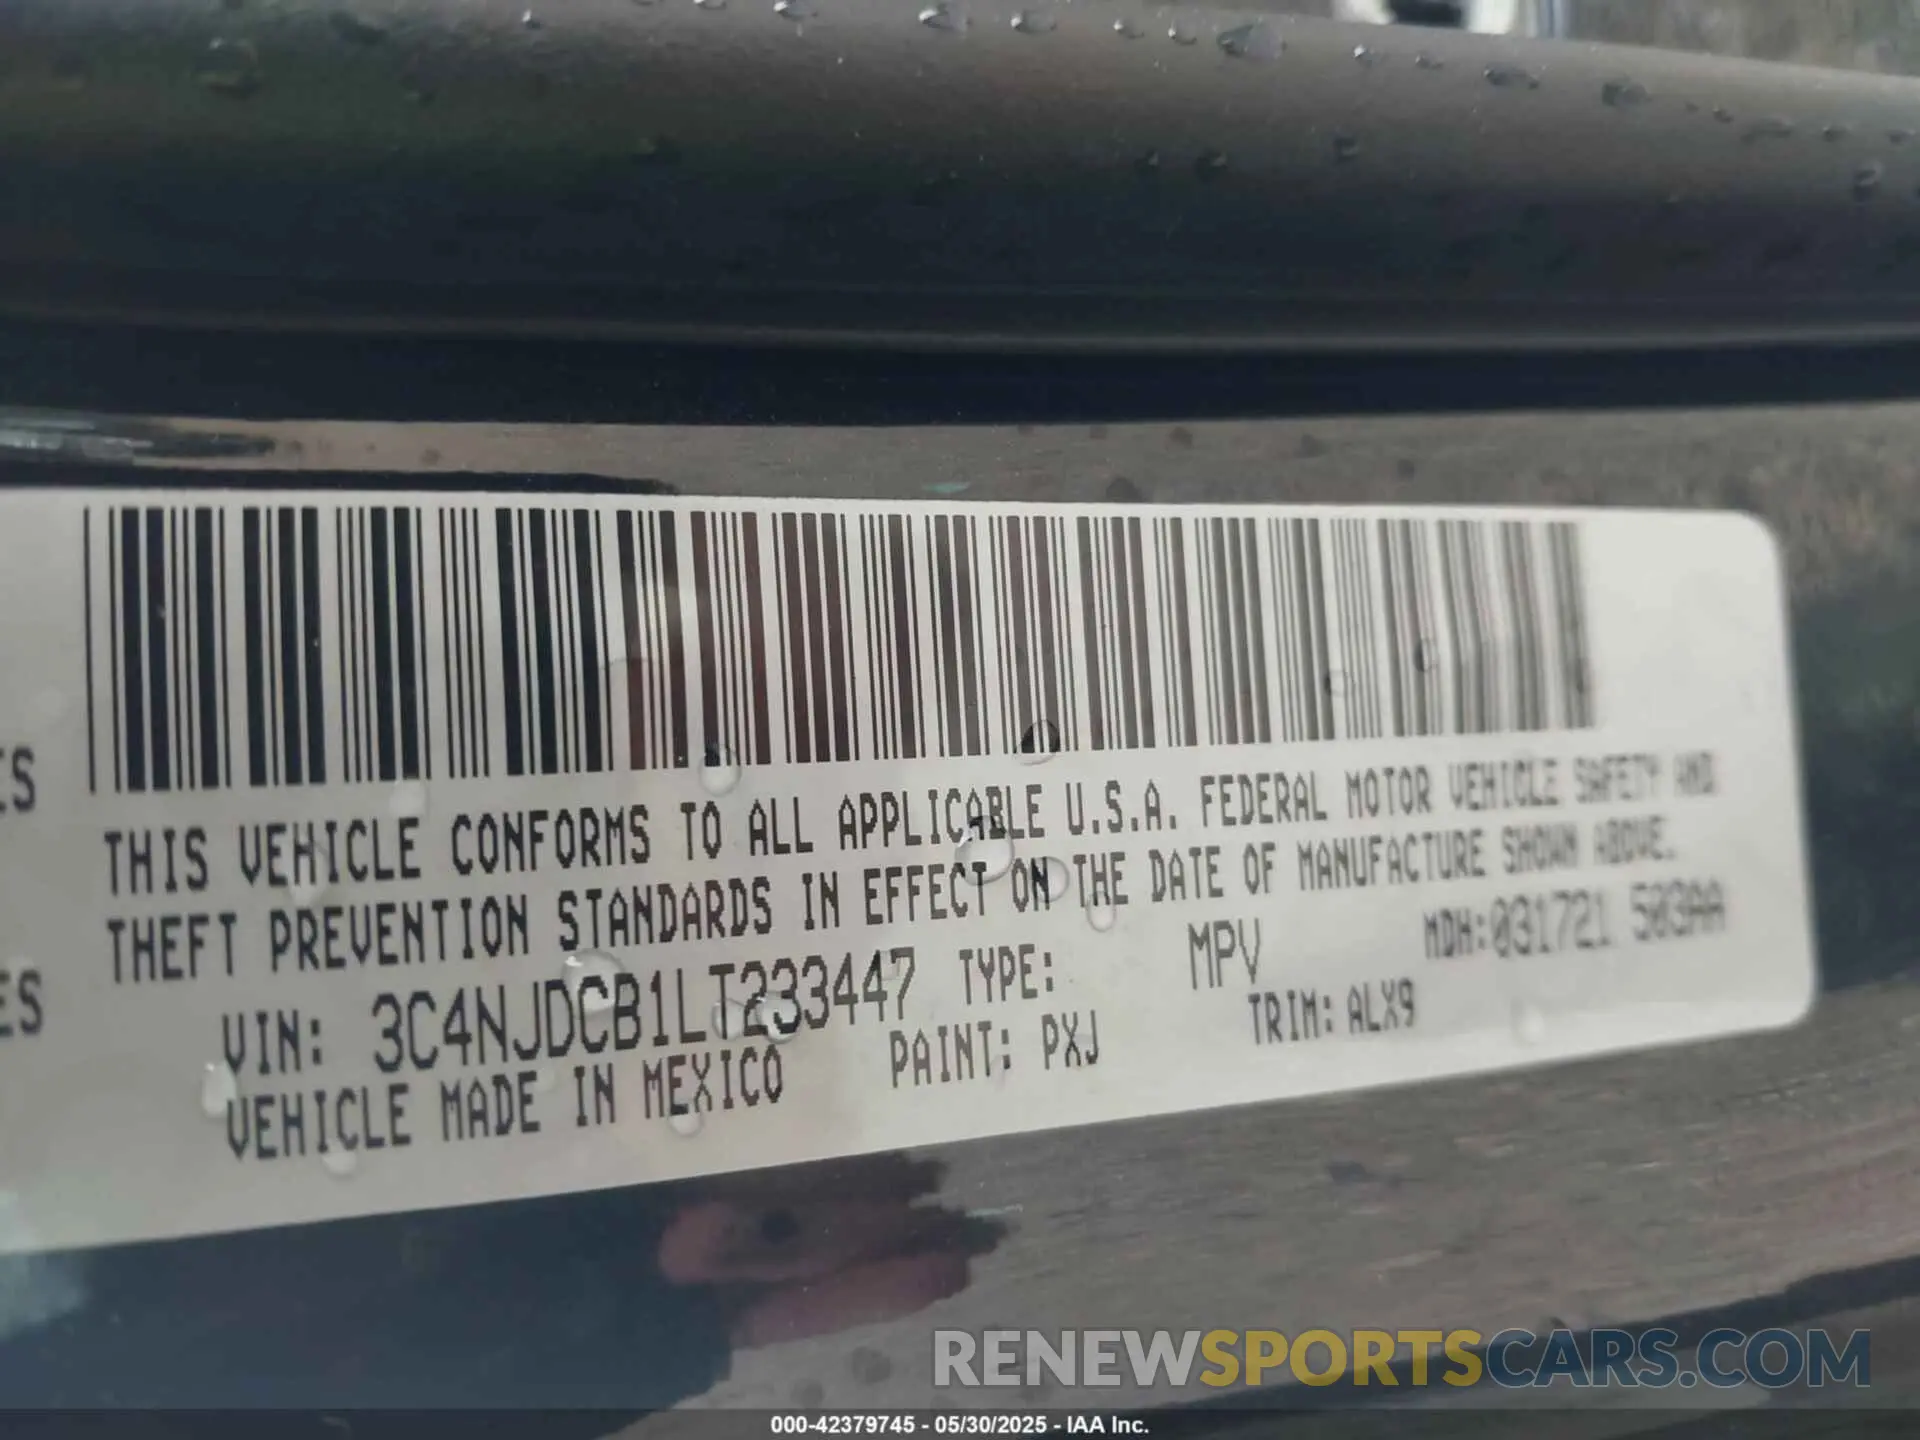 ES
ES
THIS VEHICLE CONFORMS TO ALL APPLICABLE U.S.A. FEDERAL MOTOR VEHICLE SAFETY AND
THEFT PREVENTION STANDARDS IN EFFECT ON THE DATE OF MANUFACTURE SHOWN ABOVE.
VIN: 3C4NJDCB1LT233447 TYPE: MPV MDH:031721 503AA
VEHICLE MADE IN MEXICO PAINT: PXJ TRIM: ALX9
RENEWSPORTSCARS.COM
000-42379745 - 05/30/2025 - IAA Inc.